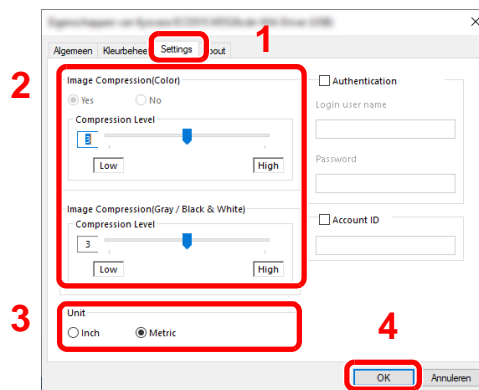 1
Algemeen Kleurbehee Settings out
2
Image Compression(Color)
Yes No
Compression Level
3
Low High
Image Compression(Gray / Black & White)
Compression Level
3
Low High
Authentication
Login user name
Password
Account ID
3
Unit
Inch Metric
4
OK Annuleren